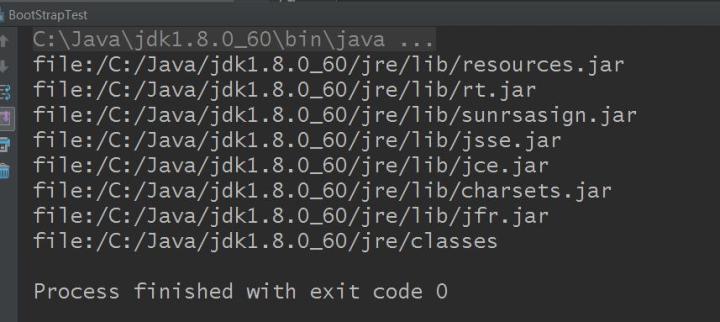 BootStrapTest
C:\Java\jdk1.8.0_60\bin\java ...
file:/C:/Java/jdk1.8.0_60/jre/lib/resources.jar
file:/C:/Java/jdk1.8.0_60/jre/lib/rt.jar
file:/C:/Java/jdk1.8.0_60/jre/lib/sunrsasign.jar
file:/C:/Java/jdk1.8.0_60/jre/lib/jsse.jar
file:/C:/Java/jdk1.8.0_60/jre/lib/jce.jar
file:/C:/Java/jdk1.8.0_60/jre/lib/charsets.jar
file:/C:/Java/jdk1.8.0_60/jre/lib/jfr.jar
file:/C:/Java/jdk1.8.0_60/jre/classes
Process finished with exit code 0